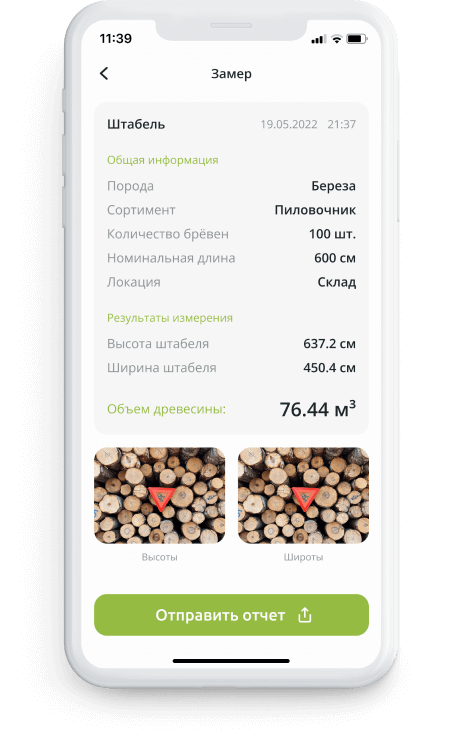 11:39
Замер
Штабель 19.05.2022 21:37
Общая информация
Порода Береза
Сортимент Пиловочник
Количество брёвен 100 шт.
Номинальная длина 600 см
Локация Склад
Результаты измерения
Высота штабеля 637.2 см
Ширина штабеля 450.4 см
Объем древесины: 76.44 м³
Высоты Широты
Отправить отчет